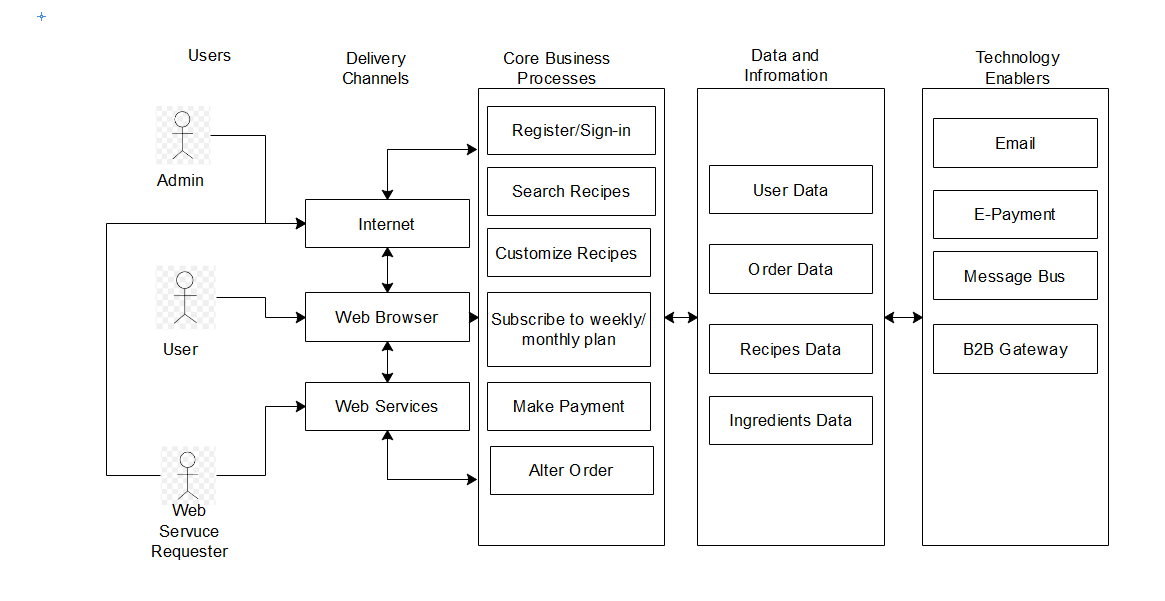 Users
Delivery
Channels
Core Business
Processes
Data and
Infromation
Technology
Enablers
Admin
User
Web
Servuce
Requester
Internet
Web Browser
Web Services
Register/Sign-in
Search Recipes
Customize Recipes
Subscribe to weekly/
monthly plan
Make Payment
Alter Order
User Data
Order Data
Recipes Data
Ingredients Data
Email
E-Payment
Message Bus
B2B Gateway